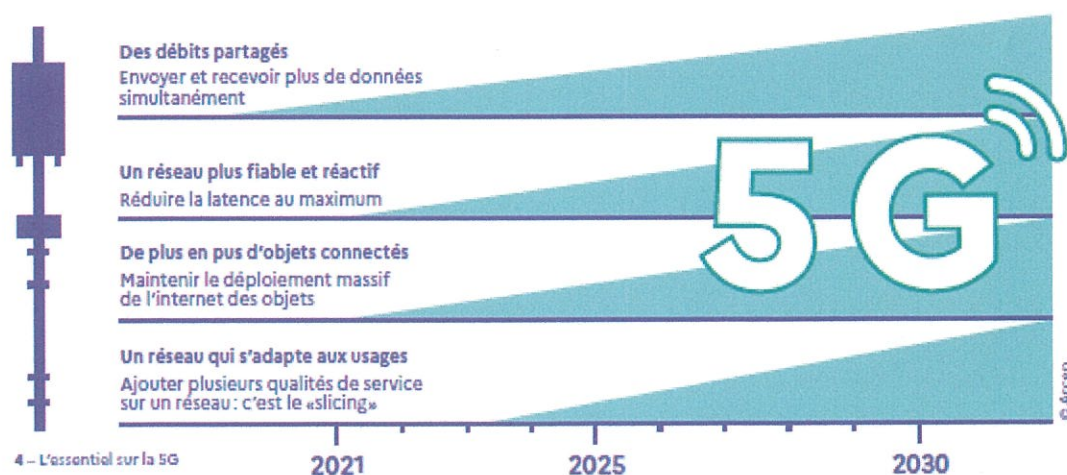 Des débits partagés
Envoyer et recevoir plus de données
simultanément
Un réseau plus fiable et réactif
Réduire la latence au maximum
De plus en pus d'objets connectés
Maintenir le déploiement massif
de l'internet des objets
Un réseau qui s'adapte aux usages
Ajouter plusieurs qualités de service
sur un réseau : c'est le «slicing»
5G
© Arcep
4 – L'essentiel sur la 5G
2021
2025
2030